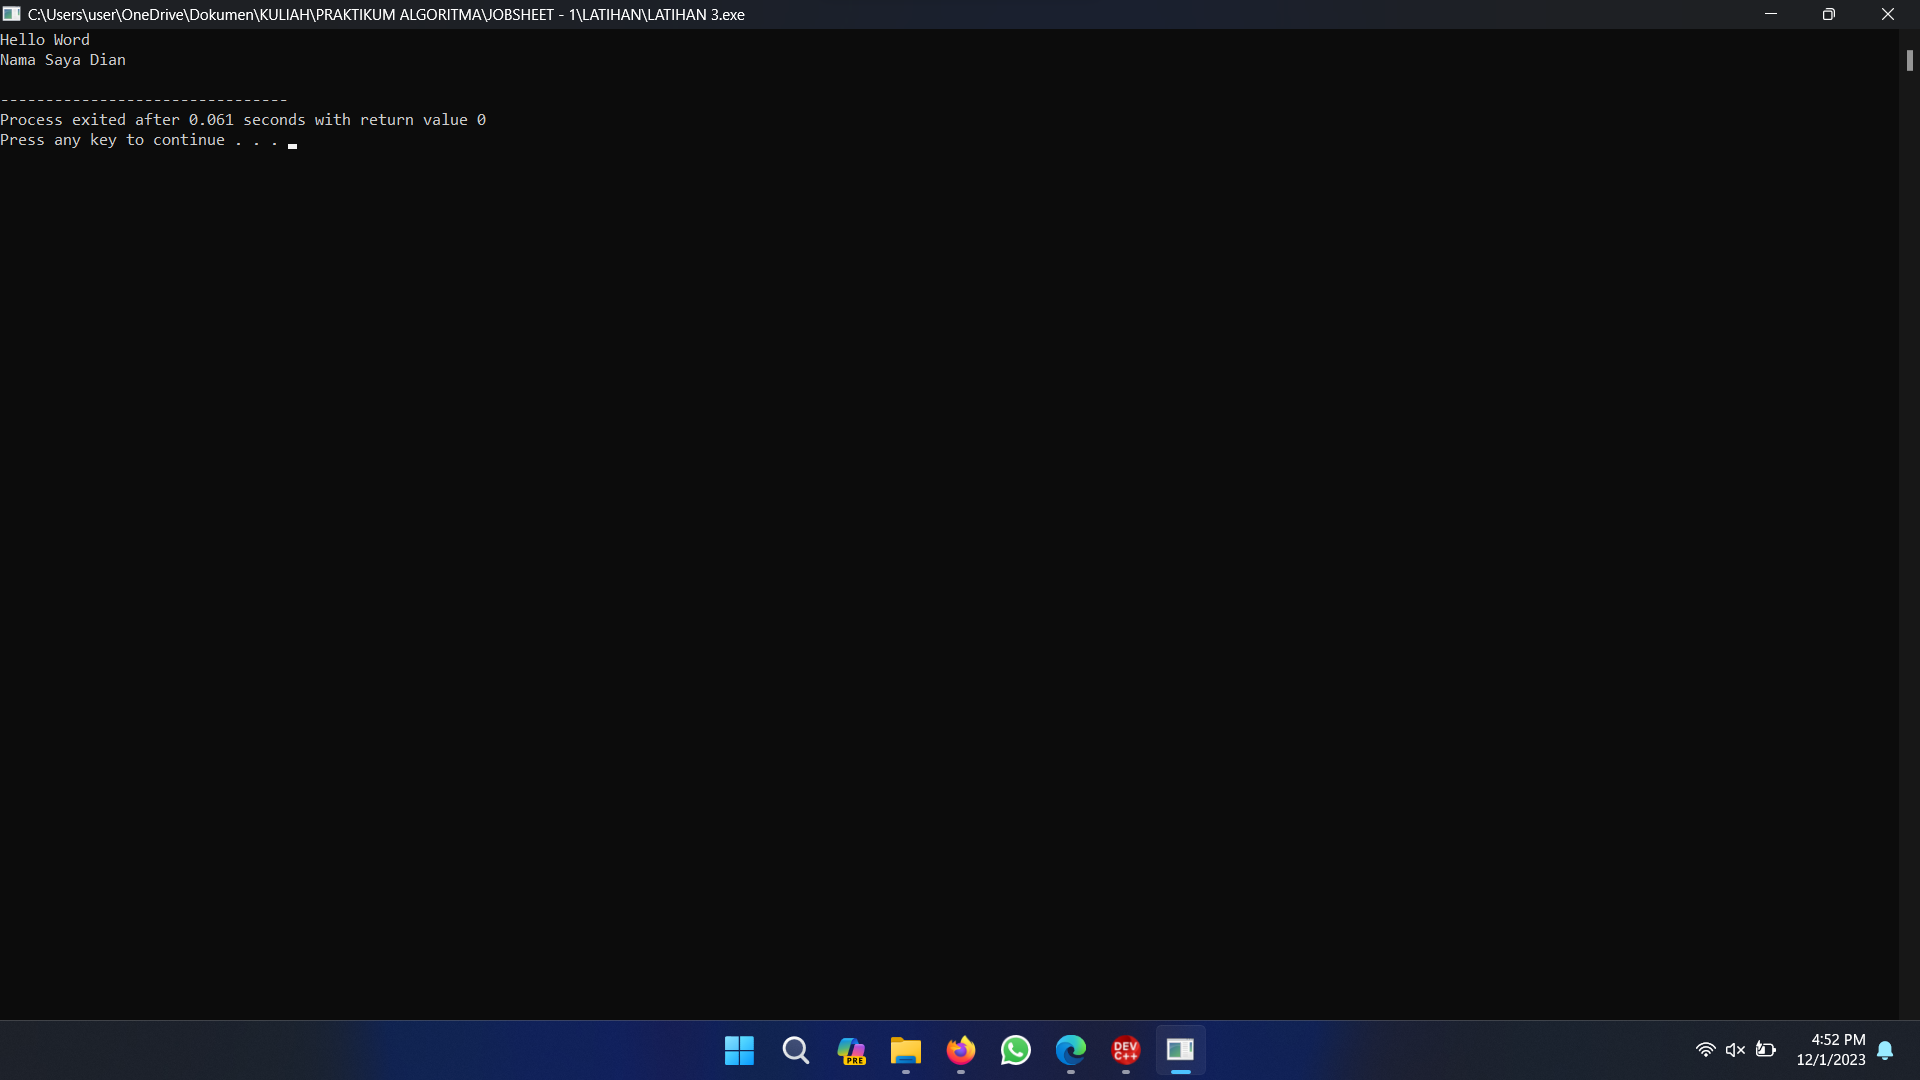 C:\Users\user\OneDrive\Dokumen\KULIAH\PRAKTIKUM ALGORITMA\JOBSHEET - 1\LATIHAN\LATIHAN 3.exe
Hello Word
Nama Saya Dian
--------------------------------
Process exited after 0.061 seconds with return value 0
Press any key to continue . . .
PRE
DEV
C++
4:52 PM
12/1/2023